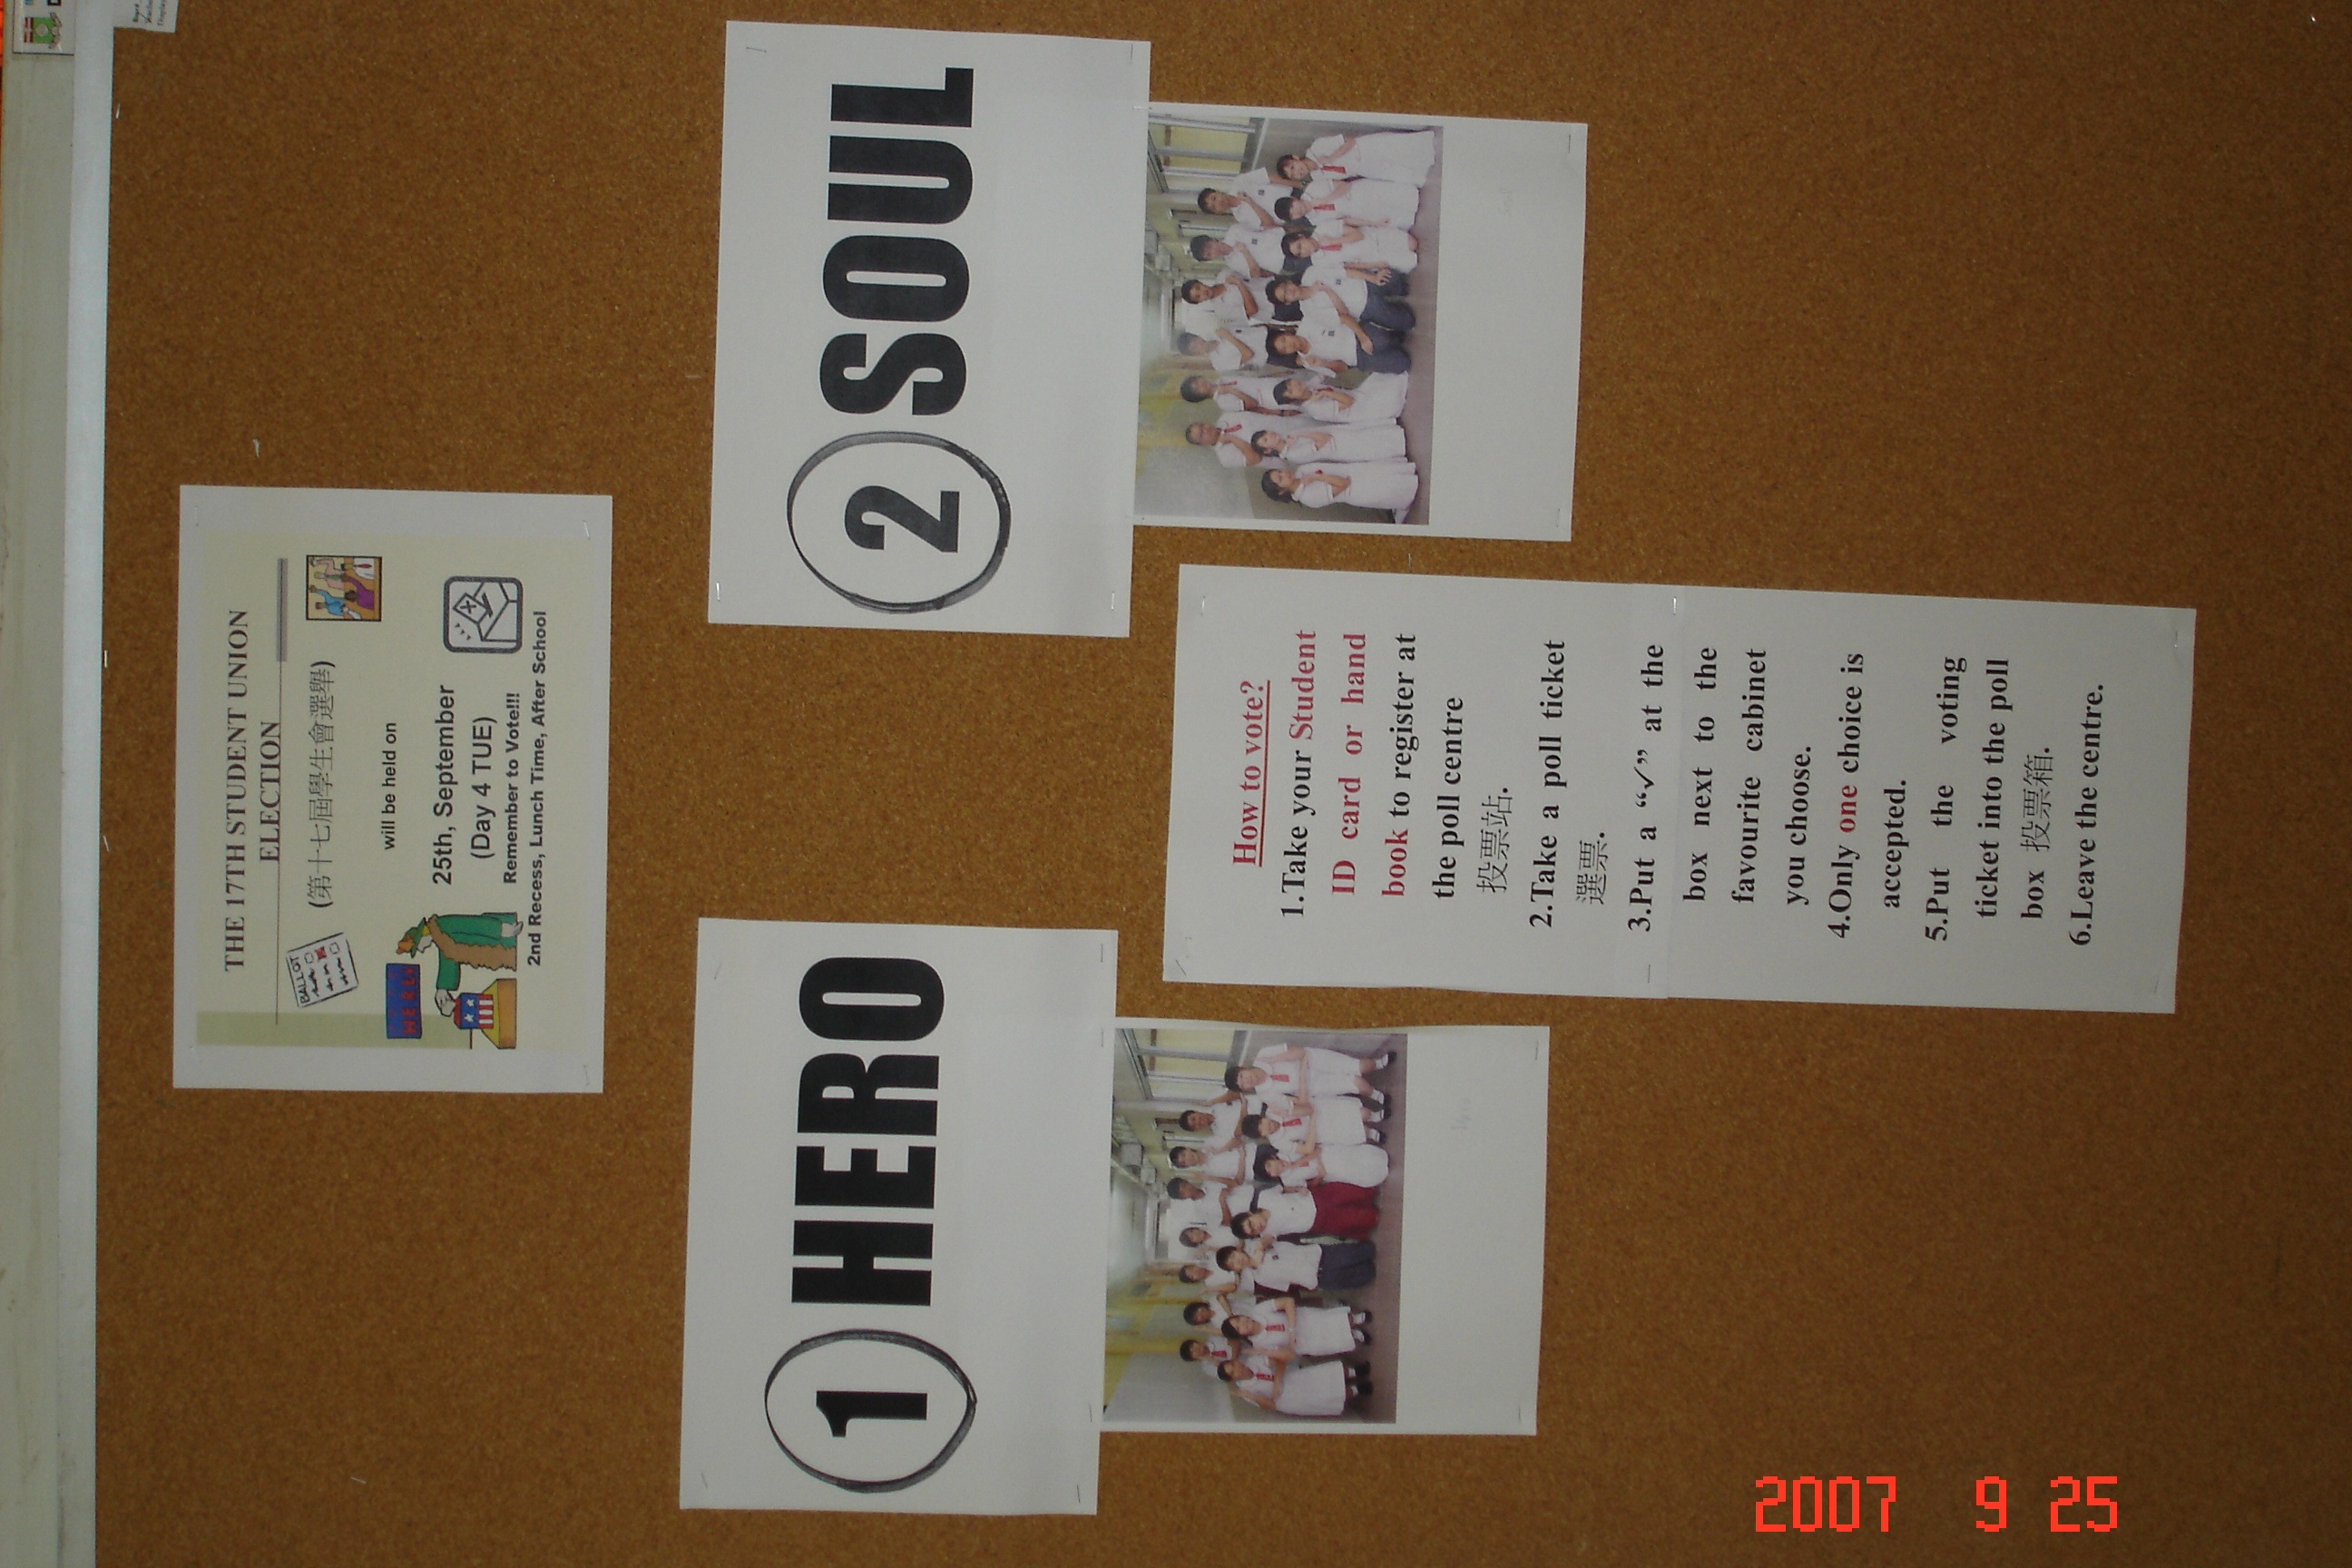 THE 17TH STUDENT UNION
ELECTION
(第十七屆學生會選舉)
BALLOT
will be held on
HERO
25th, September
(Day 4 TUE)
Remember to Vote!!!
2nd Recess, Lunch Time, After School
1 HERO
2 SOUL
How to vote?
1.Take your Student
ID card or hand
book to register at
the poll centre
投票站.
2.Take a poll ticket
選票.
3.Put a “✓” at the
box next to the
favourite cabinet
you choose.
4.Only one choice is
accepted.
5.Put the voting
ticket into the poll
box 投票箱.
6.Leave the centre.
2007 9 25